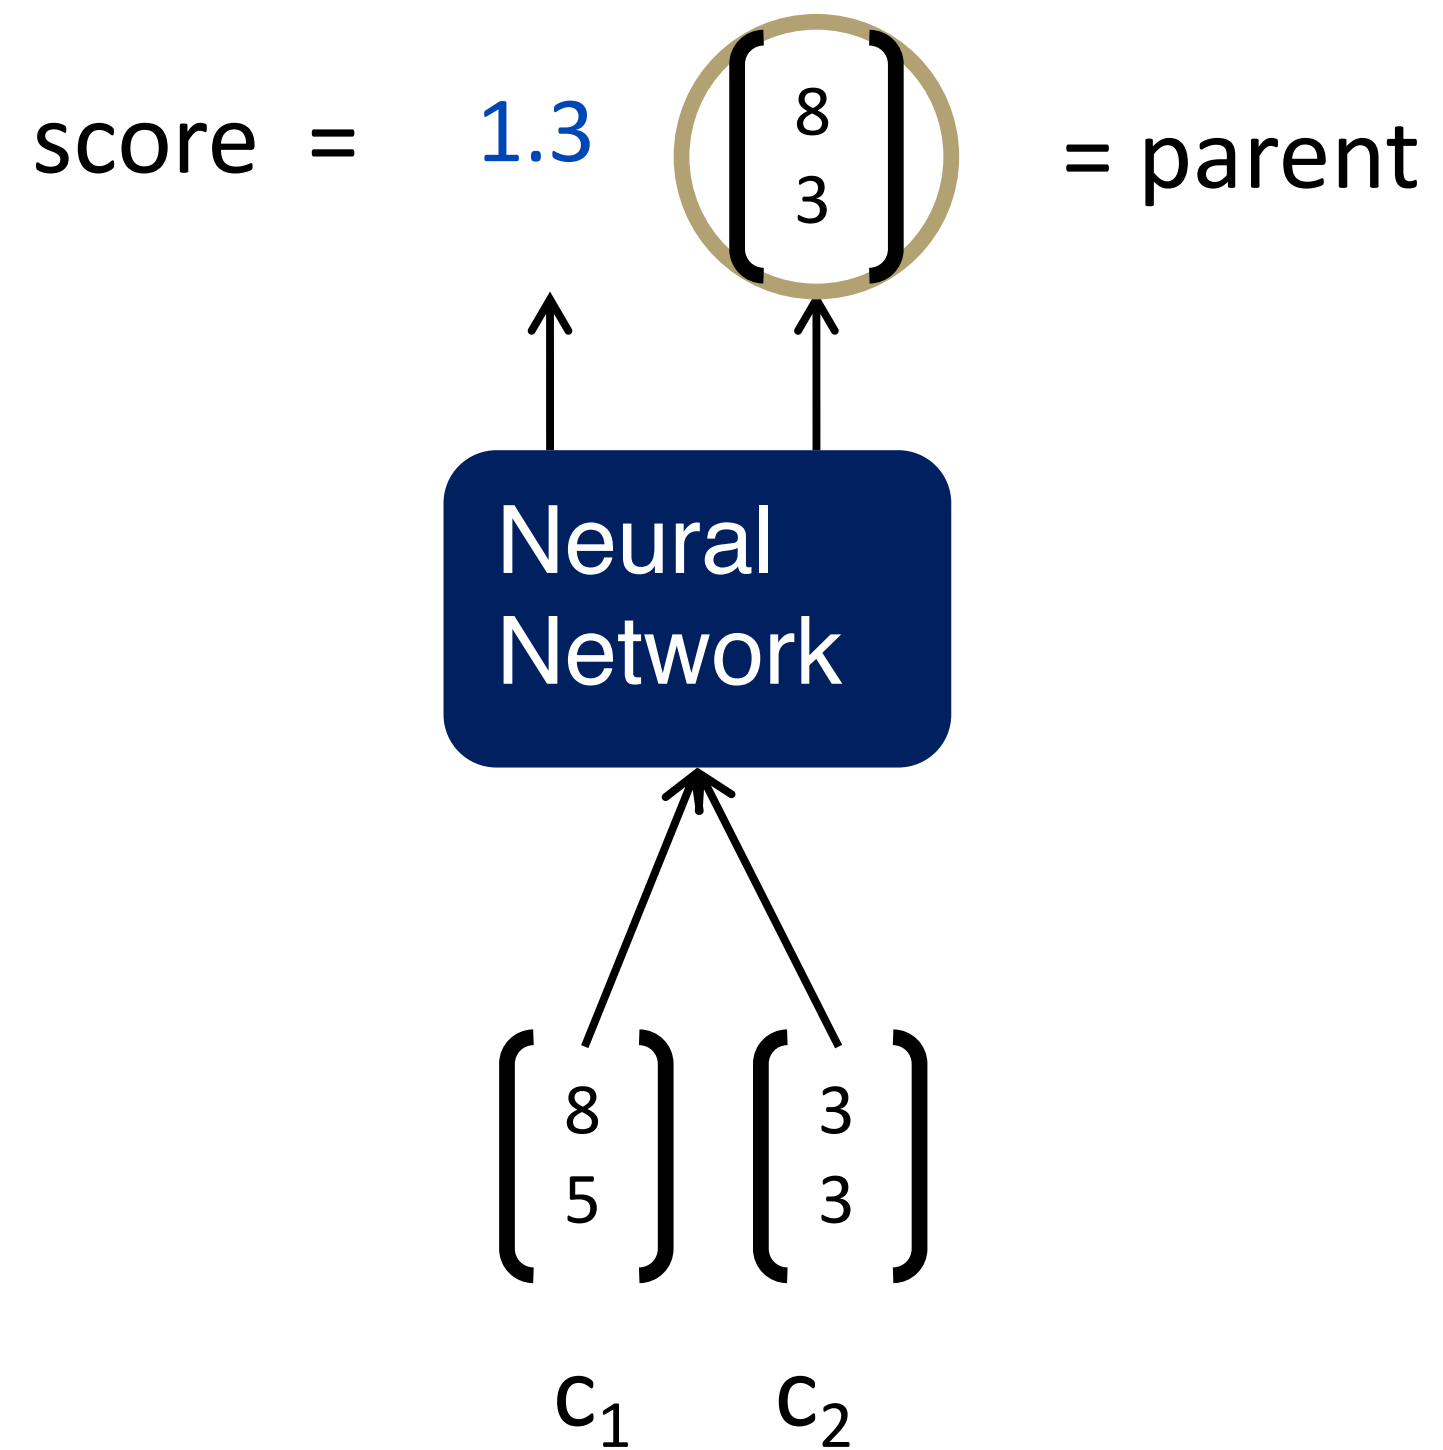 score = 1.3 8 = parent
3
Neural
Network
8 3
5 3
c₁ c₂